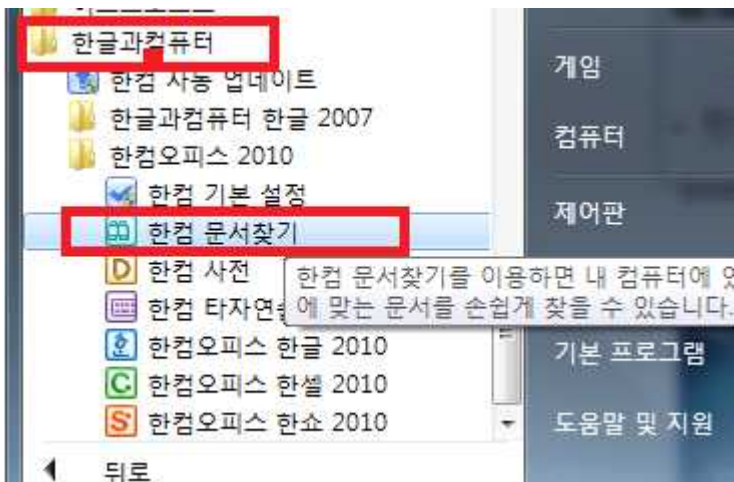 한글과컴퓨터
한컴 자동 업데이트
한글과컴퓨터 한글 2007
한컴오피스 2010
한컴 기본 설정
한컴 문서찾기
한컴 사전
한컴 타자연습
한컴오피스 한글 2010
한컴오피스 한셀 2010
한컴오피스 한쇼 2010
뒤로
게임
컴퓨터
제어판
한컴 문서찾기를 이용하면 내 컴퓨터에
에 맞는 문서를 손쉽게 찾을 수 있습니다.
기본 프로그램
도움말 및 지원